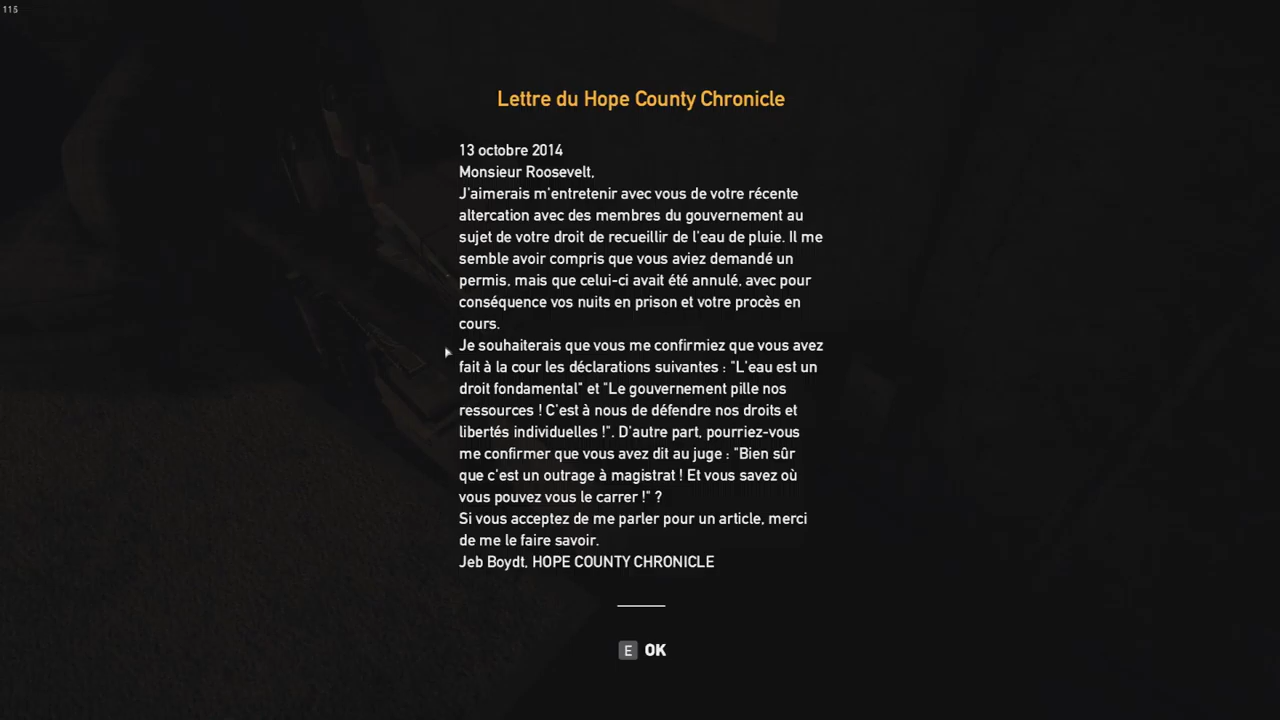 115
Lettre du Hope County Chronicle
13 octobre 2014
Monsieur Roosevelt,
J'aimerais m'entretenir avec vous de votre récente
altercation avec des membres du gouvernement au
sujet de votre droit de recueillir de l'eau de pluie. Il me
semble avoir compris que vous aviez demandé un
permis, mais que celui-ci avait été annulé, avec pour
conséquence vos nuits en prison et votre procès en
cours.
Je souhaiterais que vous me confirmiez que vous avez
fait à la cour les déclarations suivantes : "L'eau est un
droit fondamental" et "Le gouvernement pille nos
ressources ! C'est à nous de défendre nos droits et
libertés individuelles !". D'autre part, pourriez-vous
me confirmer que vous avez dit au juge : "Bien sûr
que c'est un outrage à magistrat ! Et vous savez où
vous pouvez vous le carrer !" ?
Si vous acceptez de me parler pour un article, merci
de me le faire savoir.
Jeb Boydt, HOPE COUNTY CHRONICLE
E OK